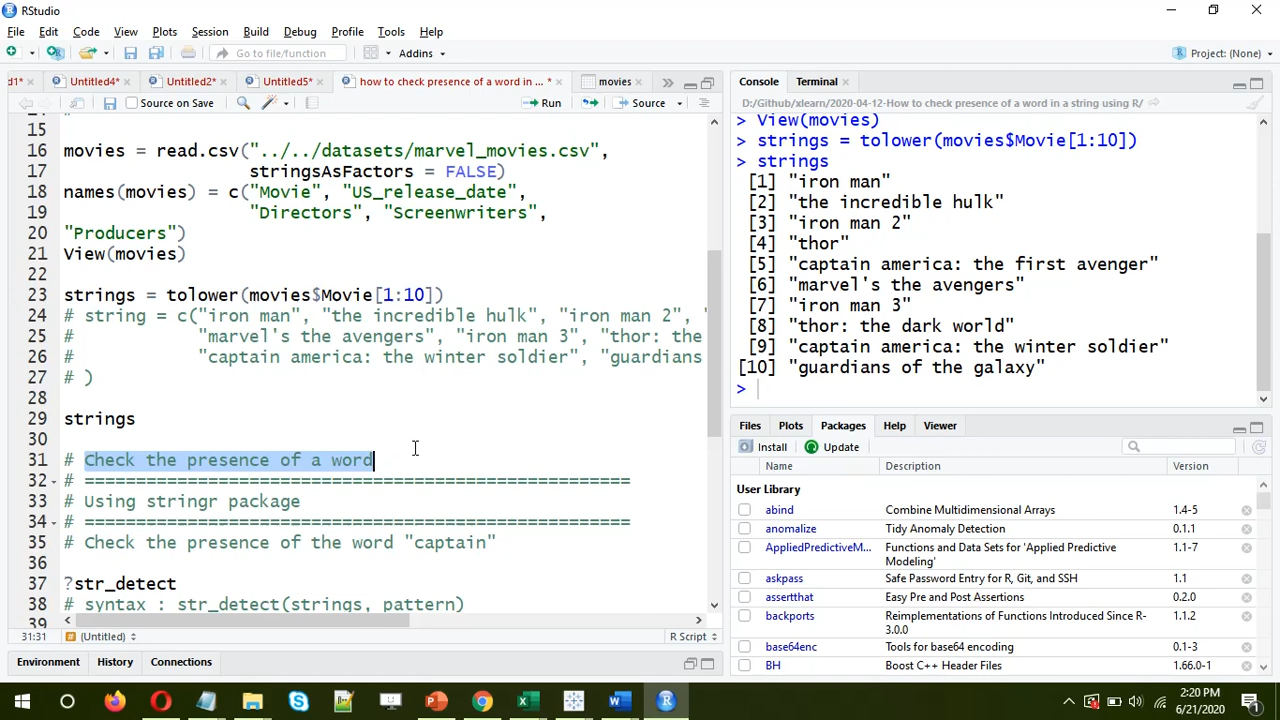 RStudio
File Edit Code View Plots Session Build Debug Profile Tools Help
Go to file/function Addins Project: (None)
d1* Untitled4* Untitled2* Untitled5* how to check presence of a word in ... * movies
Source on Save Run Source
15
16 movies = read.csv("../../datasets/marvel_movies.csv",
17 stringsAsFactors = FALSE)
18 names(movies) = c("Movie", "US_release_date",
19 "Directors", "Screenwriters",
20 "Producers")
21 View(movies)
22
23 strings = tolower(movies$Movie[1:10])
24 # string = c("iron man", "the incredible hulk", "iron man 2", "
25 # "marvel's the avengers", "iron man 3", "thor: the
26 # "captain america: the winter soldier", "guardians
27 # )
28
29 strings
30
31 # Check the presence of a word
32 # =====================================================
33 # Using stringr package
34 # =====================================================
35 # Check the presence of the word "captain"
36
37 ?str_detect
38 # syntax : str_detect(strings, pattern)
39
31:31 (Untitled) R Script
Environment History Connections
Console Terminal
D:/Github/xlearn/2020-04-12-How to check presence of a word in a string using R/
> View(movies)
> strings = tolower(movies$Movie[1:10])
> strings
[1] "iron man"
[2] "the incredible hulk"
[3] "iron man 2"
[4] "thor"
[5] "captain america: the first avenger"
[6] "marvel's the avengers"
[7] "iron man 3"
[8] "thor: the dark world"
[9] "captain america: the winter soldier"
[10] "guardians of the galaxy"
>
Files Plots Packages Help Viewer
Install Update
Name Description Version
User Library
abind Combine Multidimensional Arrays 1.4-5
anomalize Tidy Anomaly Detection 0.1.1
AppliedPredictiveM... Functions and Data Sets for 'Applied Predictive Modeling' 1.1-7
askpass Safe Password Entry for R, Git, and SSH 1.1
assertthat Easy Pre and Post Assertions 0.2.0
backports Reimplementations of Functions Introduced Since R-3.0.0 1.1.2
base64enc Tools for base64 encoding 0.1-3
BH Boost C++ Header Files 1.66.0-1
2:20 PM
6/21/2020